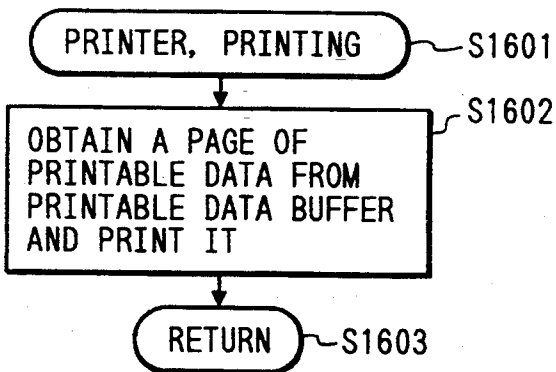 PRINTER, PRINTING
S1601
S1602
OBTAIN A PAGE OF
PRINTABLE DATA FROM
PRINTABLE DATA BUFFER
AND PRINT IT
RETURN
S1603